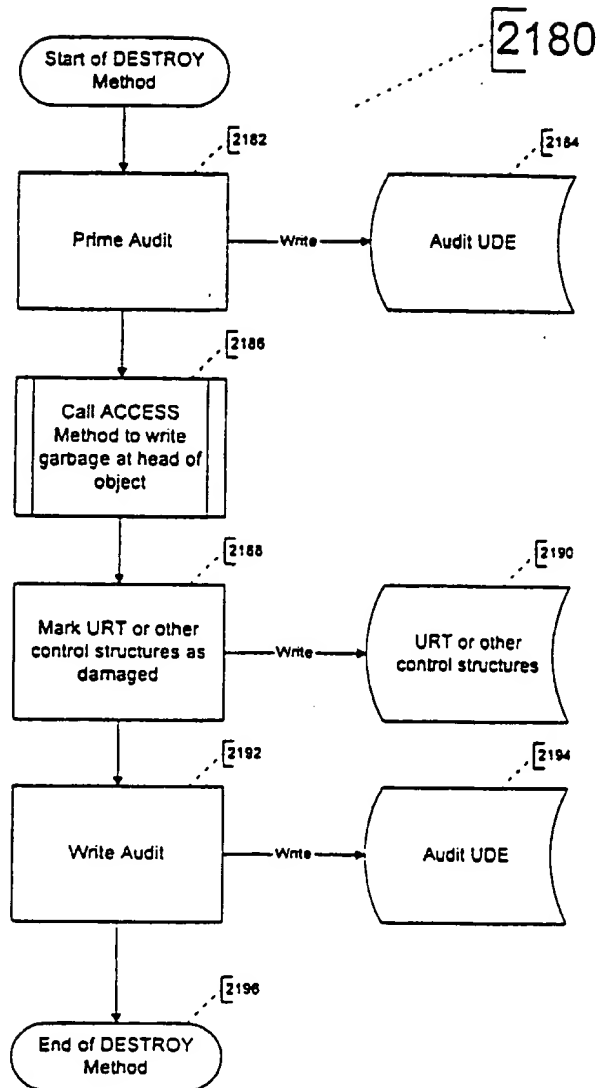 2180
Start of DESTROY
Method
2182
2184
Prime Audit
Write
Audit UDE
2186
Call ACCESS
Method to write
garbage at head of
object
2188
2190
Mark URT or other
control structures as
damaged
Write
URT or other
control structures
2192
2194
Write Audit
Write
Audit UDE
2196
End of DESTROY
Method